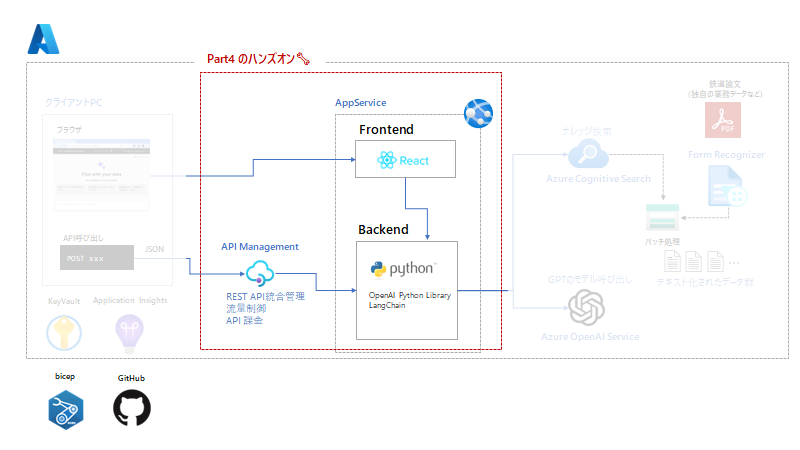 Part4 のハンズオン
クライアントPC
ブラウザ
Chat with your data
API呼び出し
JSON
POST xxx
KeyVault
Application Insights
AppService
Frontend
React
Backend
python
OpenAI Python Library
LangChain
API Management
REST API統合管理
流量制御
API 課金
鉄道論文
(独自の業務データなど)
PDF
ナレッジ検索
Azure Cognitive Search
Form Recognizer
バッチ処理
...
テキスト化されたデータ群
GPTのモデル呼び出し
Azure OpenAI Service
bicep
GitHub